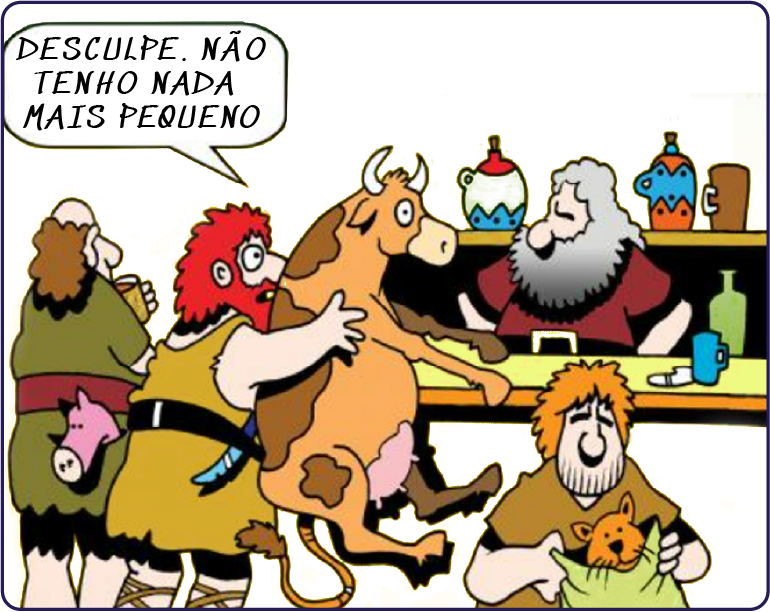 DESCULPE. NÃO
TENHO NADA
MAIS PEQUENO